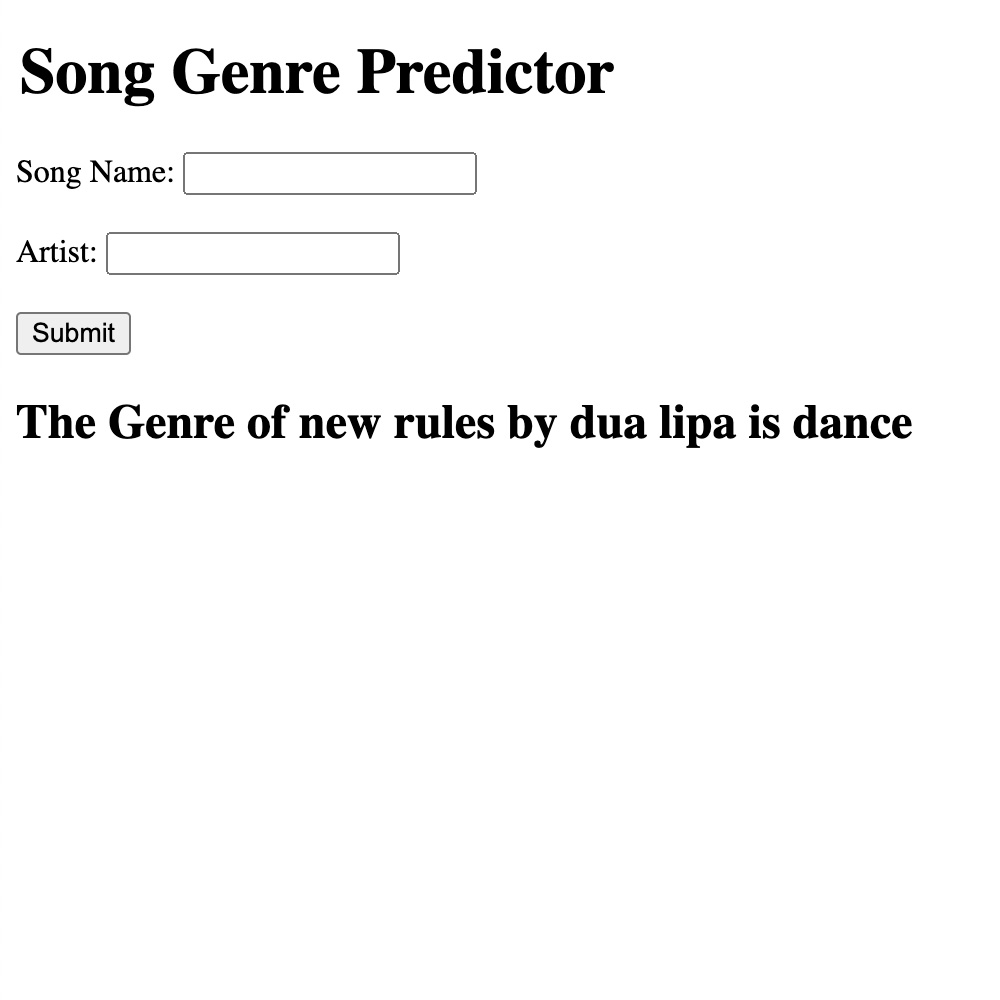 Song Genre Predictor
Song Name:
Artist:
Submit
The Genre of new rules by dua lipa is dance